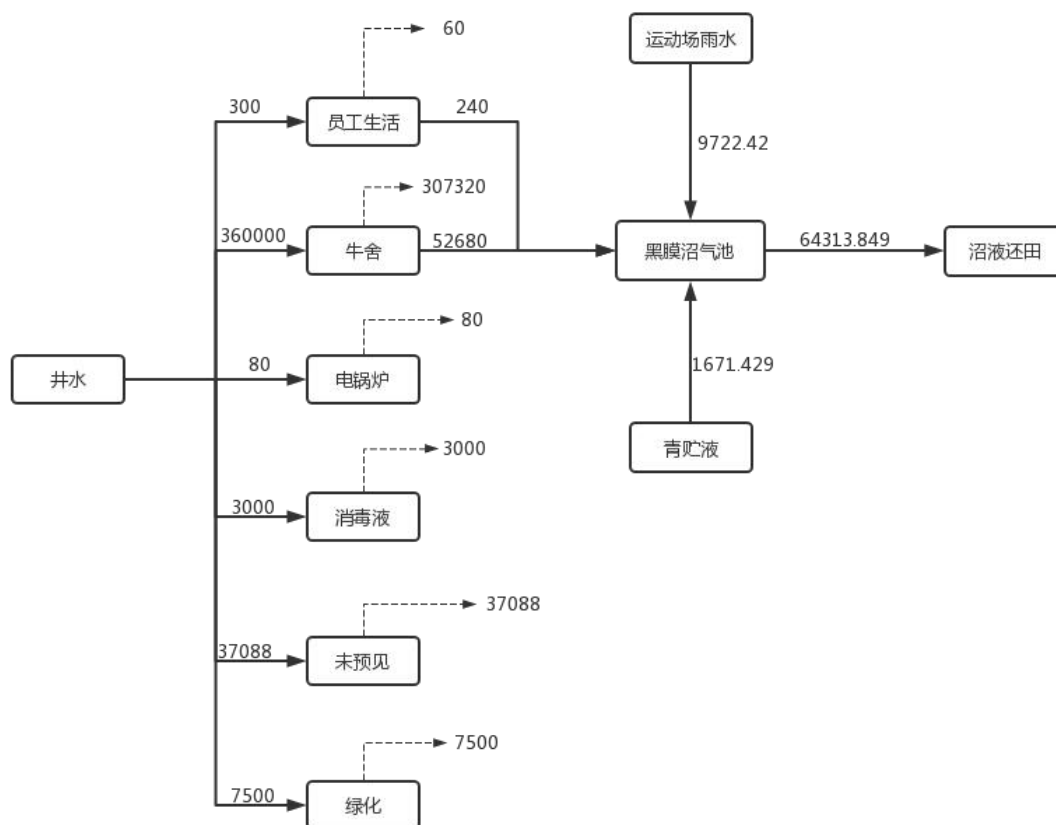 60
运动场雨水
300
员工生活
240
9722.42
307320
360000
牛舍
52680
黑膜沼气池
64313.849
沼液还田
80
井水
80
电锅炉
1671.429
3000
青贮液
3000
消毒液
37088
37088
未预见
7500
7500
绿化